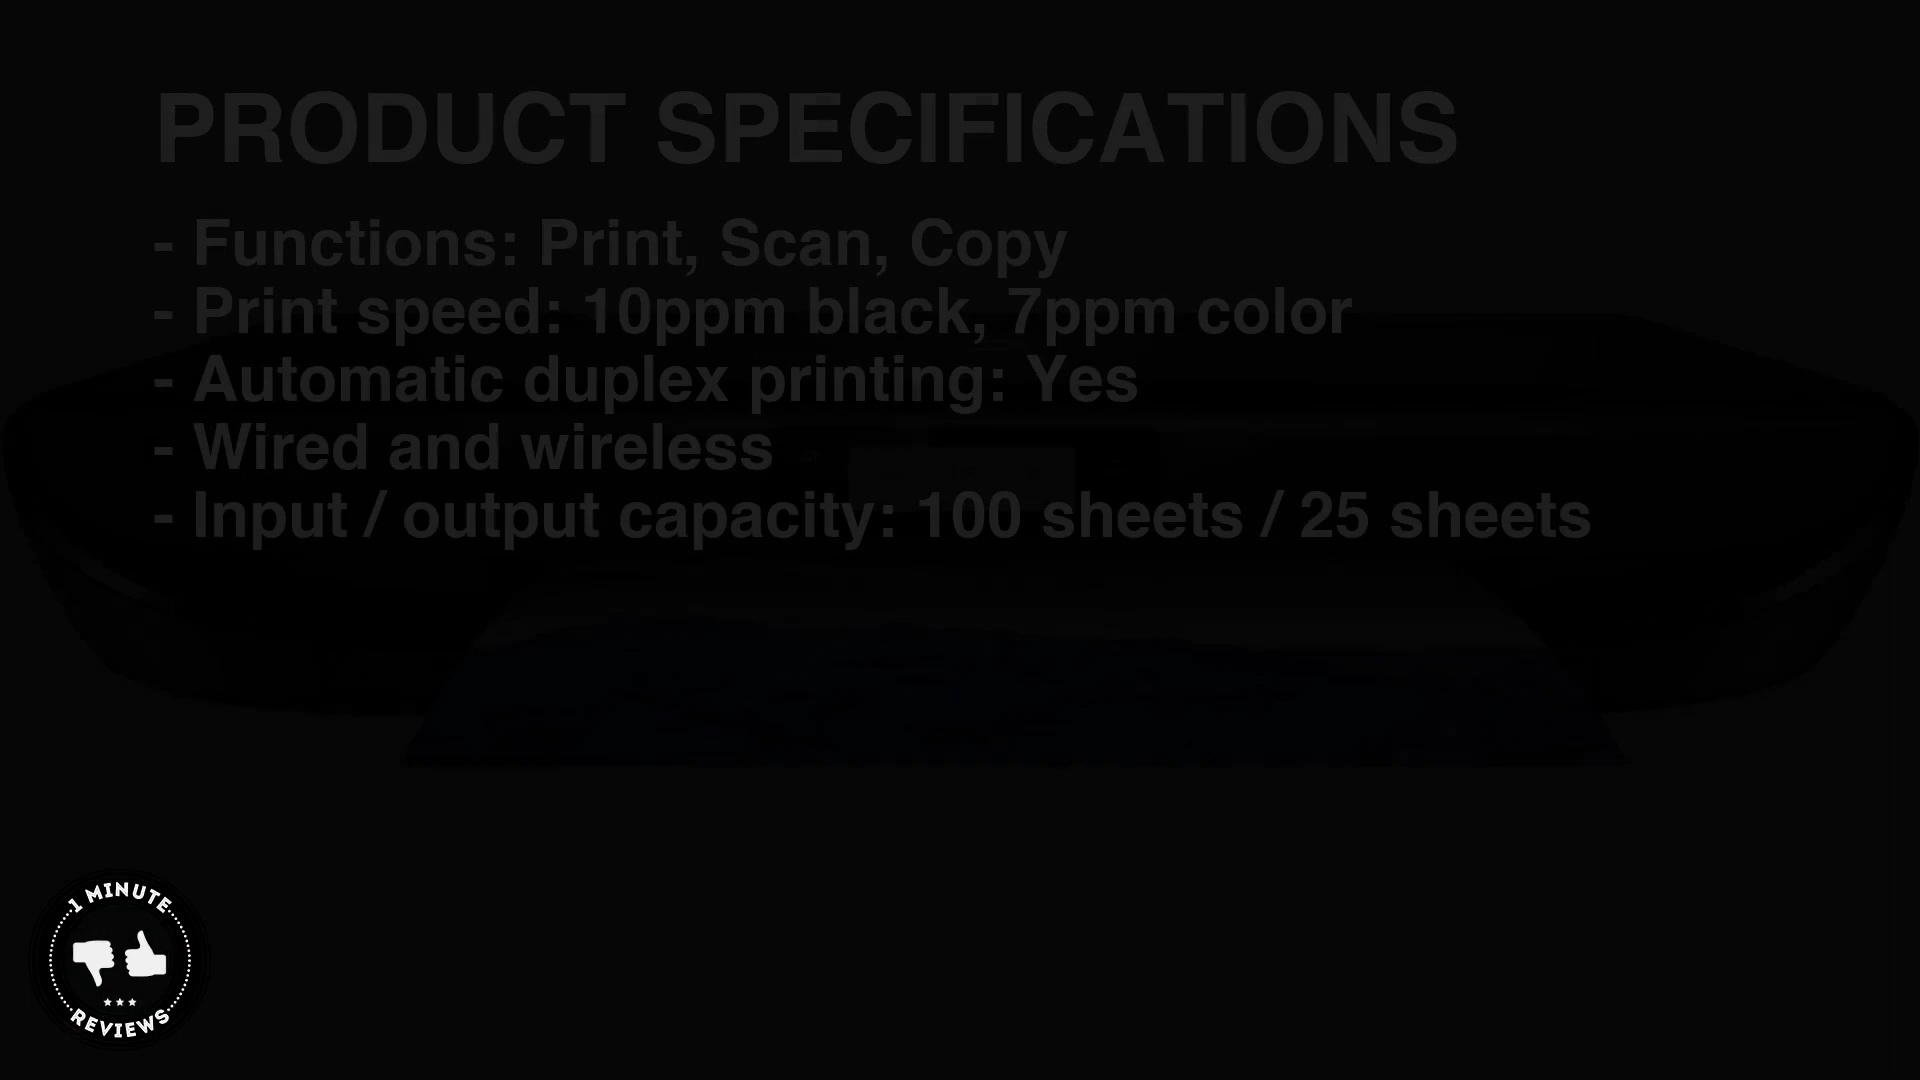 PRODUCT SPECIFICATIONS
- Functions: Print, Scan, Copy
- Print speed: 10ppm black, 7ppm color
- Automatic duplex printing: Yes
- Wired and wireless
- Input / output capacity: 100 sheets / 25 sheets
1 MINUTE
REVIEWS